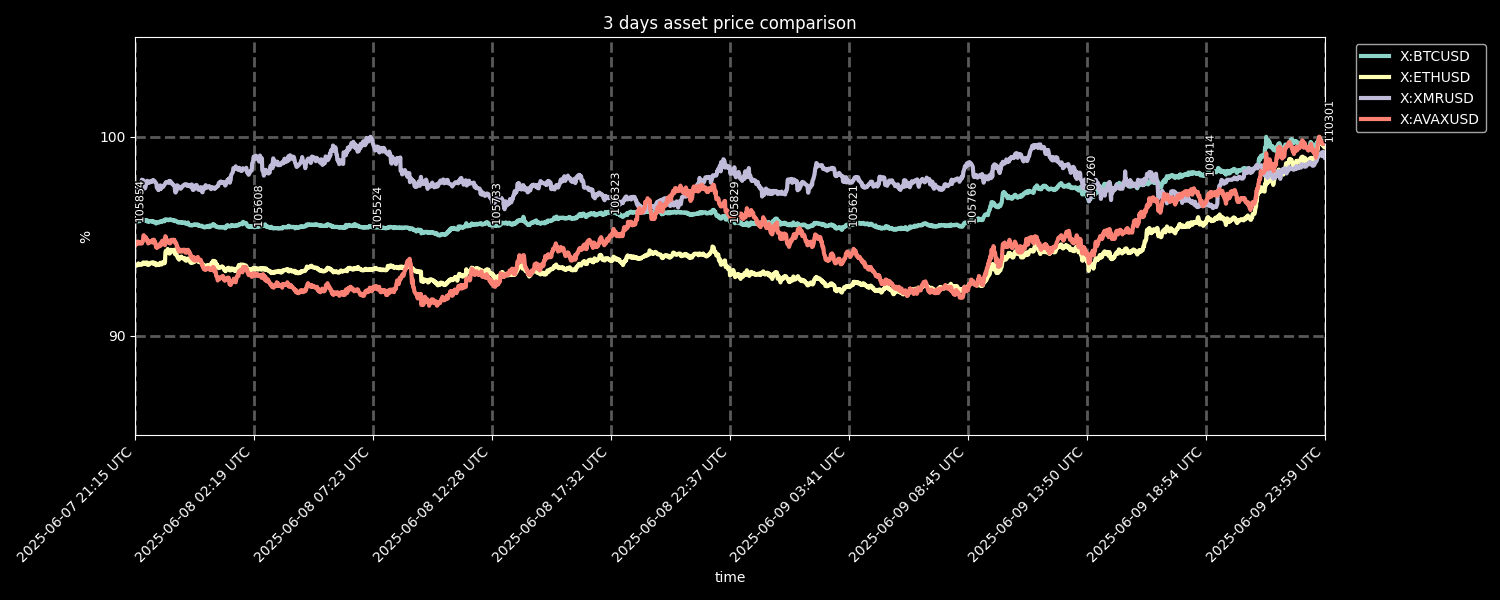 3 days asset price comparison
X:BTCUSD
X:ETHUSD
X:XMRUSD
X:AVAXUSD
%
100
90
105854
105608
105524
105733
106323
105829
105621
105766
107260
108414
110301
2025-06-07 21:15 UTC
2025-06-08 02:19 UTC
2025-06-08 07:23 UTC
2025-06-08 12:28 UTC
2025-06-08 17:32 UTC
2025-06-08 22:37 UTC
2025-06-09 03:41 UTC
2025-06-09 08:45 UTC
2025-06-09 13:50 UTC
2025-06-09 18:54 UTC
2025-06-09 23:59 UTC
time